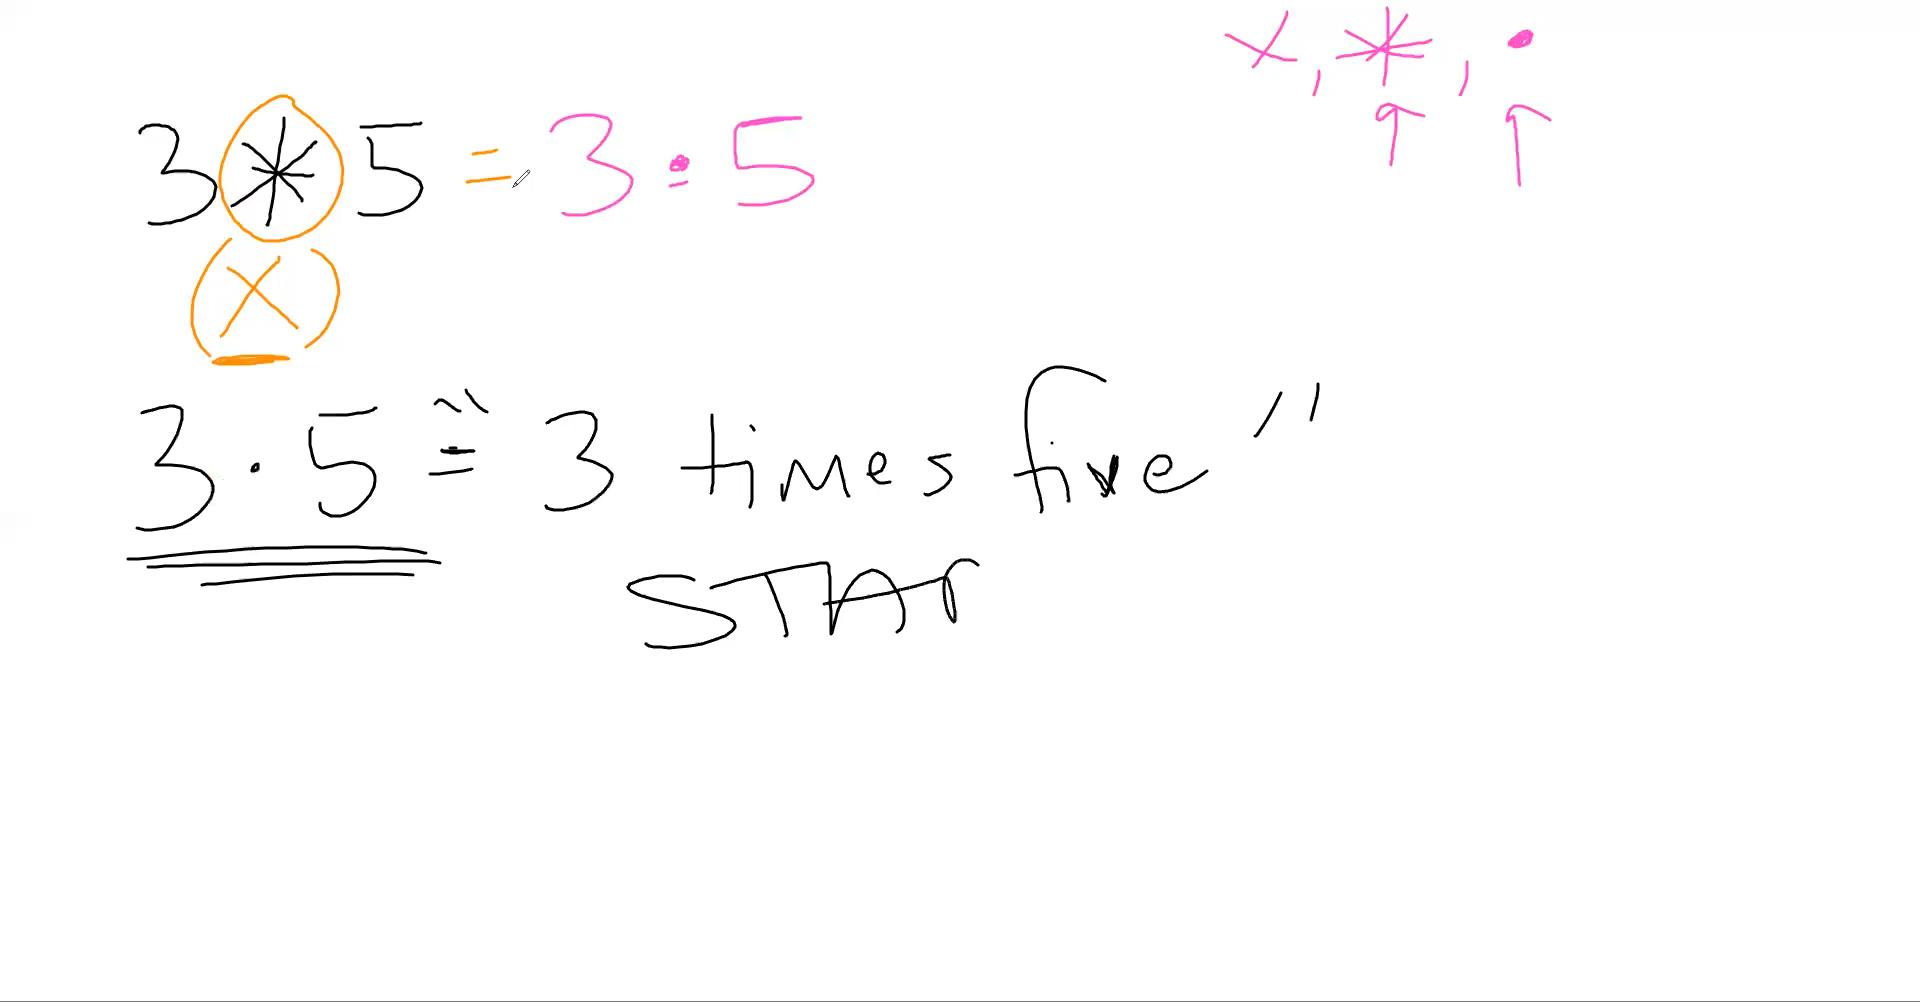 ×, *, •
3 * 5 = 3 • 5
(×)
3 · 5 = "3 times five"
STAR